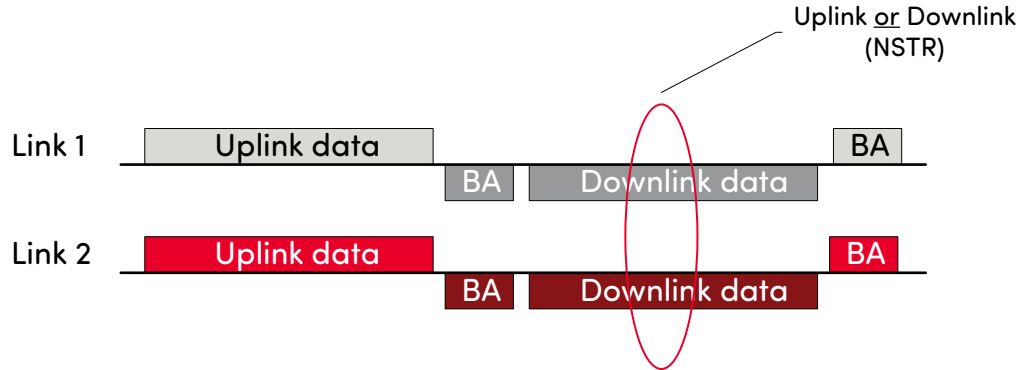 Uplink or Downlink
(NSTR)
Link 1
Uplink data
BA
Downlink data
BA
Link 2
Uplink data
BA
Downlink data
BA